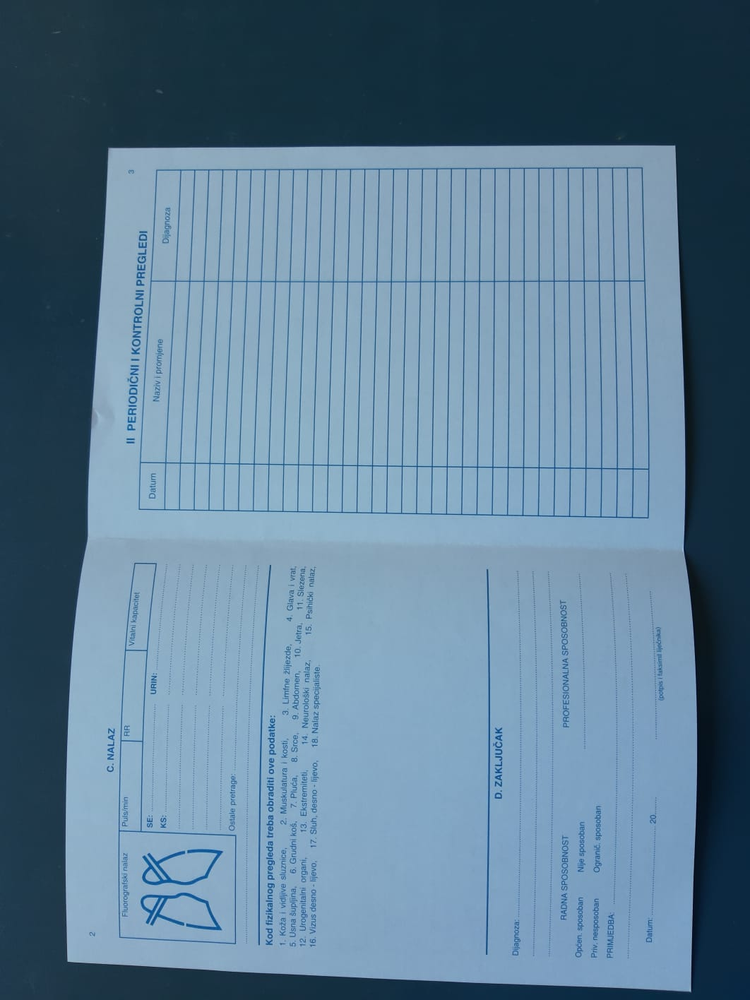 2
C. NALAZ
Fluorografski nalaz
Puls/min
RR
Vitalni kapacitet
SE:
URIN:
KS:
Ostale pretrage:
Kod fizikalnog pregleda treba obraditi ove podatke:
1. Koža i vidljive sluznice, 2. Muskulatura i kosti, 3. Limfne žlijezde, 4. Glava i vrat,
5. Usna šupljina, 6. Grudni koš, 7. Pluća, 8. Srce, 9. Abdomen, 10. Jetra, 11. Slezena,
12. Urogenitalni organi, 13. Ekstremiteti, 14. Neurološki nalaz, 15. Psihički nalaz,
16. Vizus desno - lijevo, 17. Sluh, desno - lijevo, 18. Nalaz specijaliste.
D. ZAKLJUČAK
Dijagnoza:
RADNA SPOSOBNOST PROFESIONALNA SPOSOBNOST
Općen. sposoban Nije sposoban
Priv. nesposoban Ogranič. sposoban
PRIMJEDBA:
Datum: 20
(potpis i faksimil liječnika)
3
II PERIODIČNI I KONTROLNI PREGLEDI
Datum
Naziv i promjene
Dijagnoza